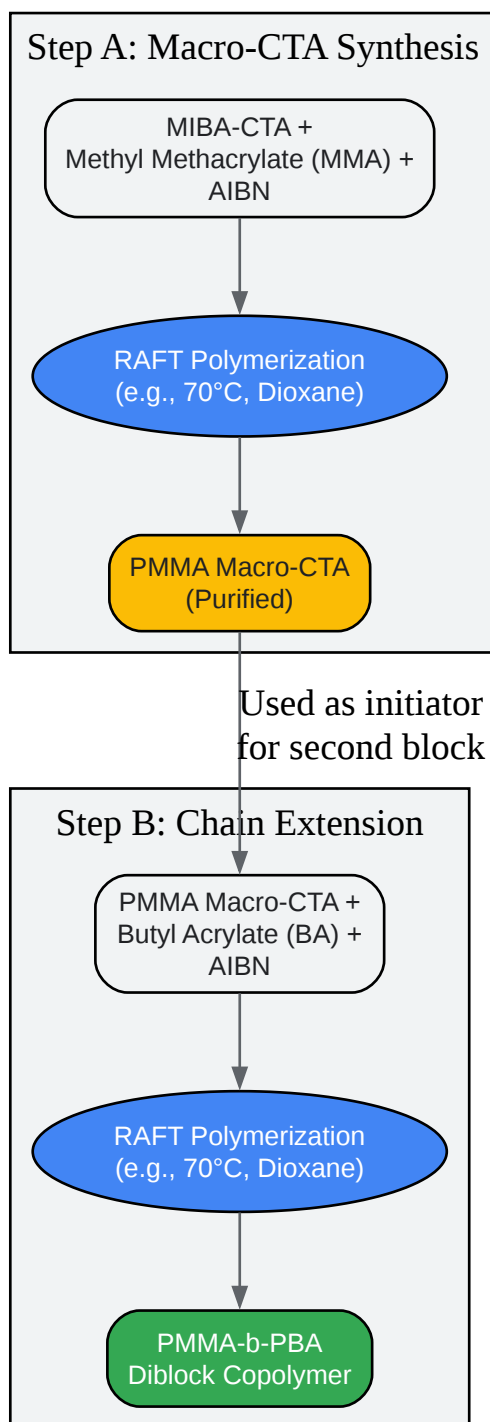 Step A: Macro-CTA Synthesis
MIBA-CTA +
Methyl Methacrylate (MMA) +
AIBN
RAFT Polymerization
(e.g., 70°C, Dioxane)
PMMA Macro-CTA
(Purified)
Used as initiator
for second block
Step B: Chain Extension
PMMA Macro-CTA +
Butyl Acrylate (BA) +
AIBN
RAFT Polymerization
(e.g., 70°C, Dioxane)
PMMA-b-PBA
Diblock Copolymer